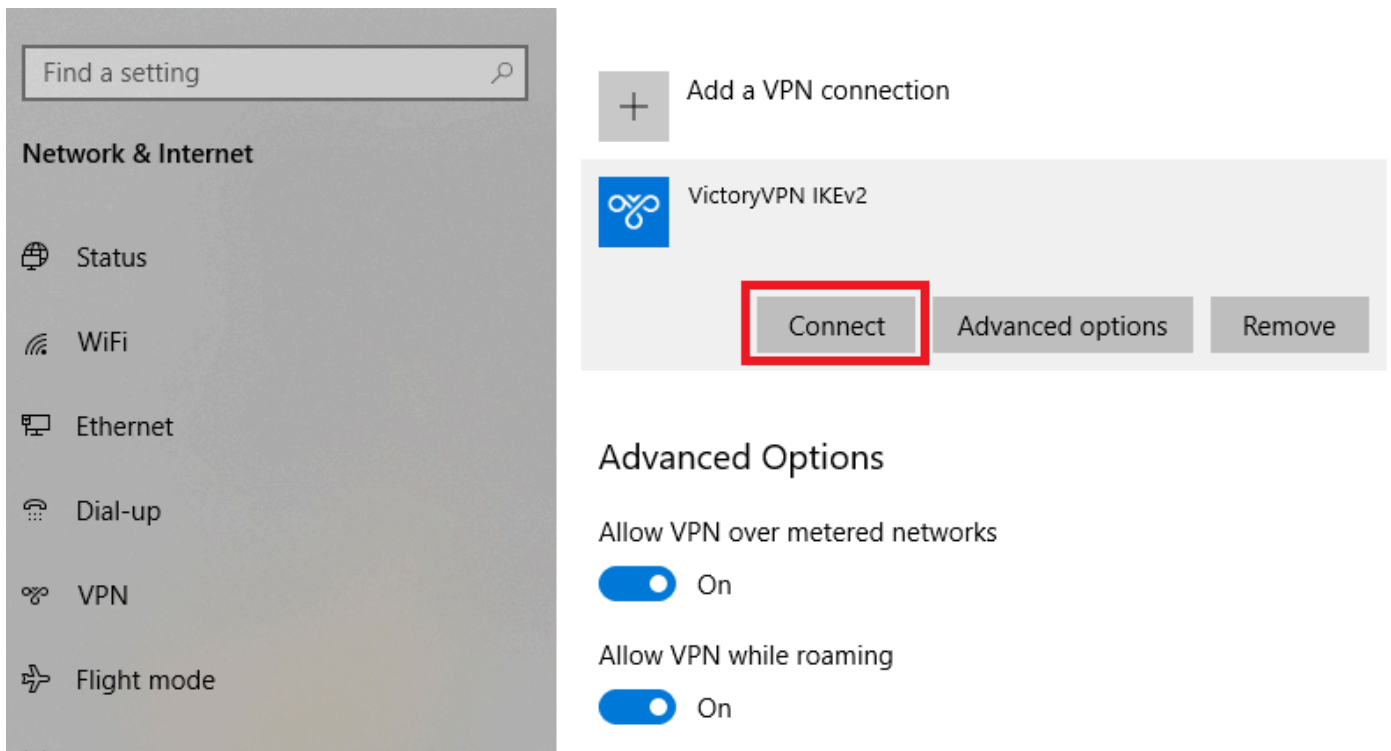 Find a setting
Network & Internet
Status
WiFi
Ethernet
Dial-up
VPN
Flight mode
Add a VPN connection
VictoryVPN IKEv2
Connect Advanced options Remove
Advanced Options
Allow VPN over metered networks
On
Allow VPN while roaming
On